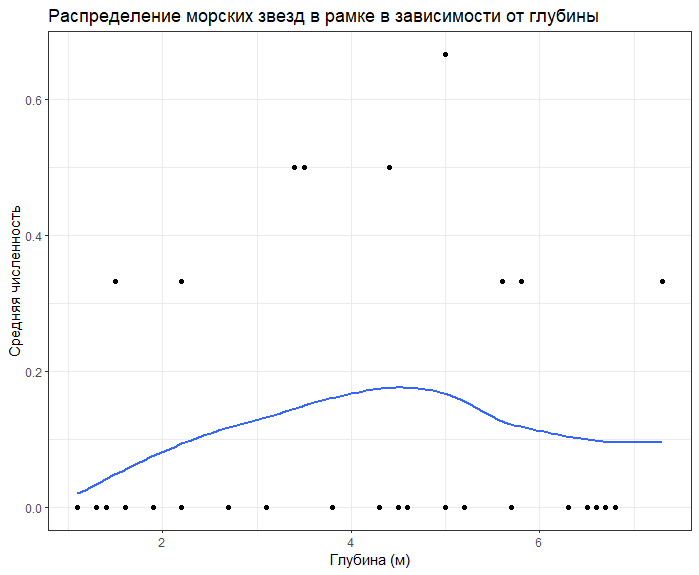 Распределение морских звезд в рамке в зависимости от глубины
Средняя численность
0.6
0.4
0.2
0.0
2
4
6
Глубина (м)